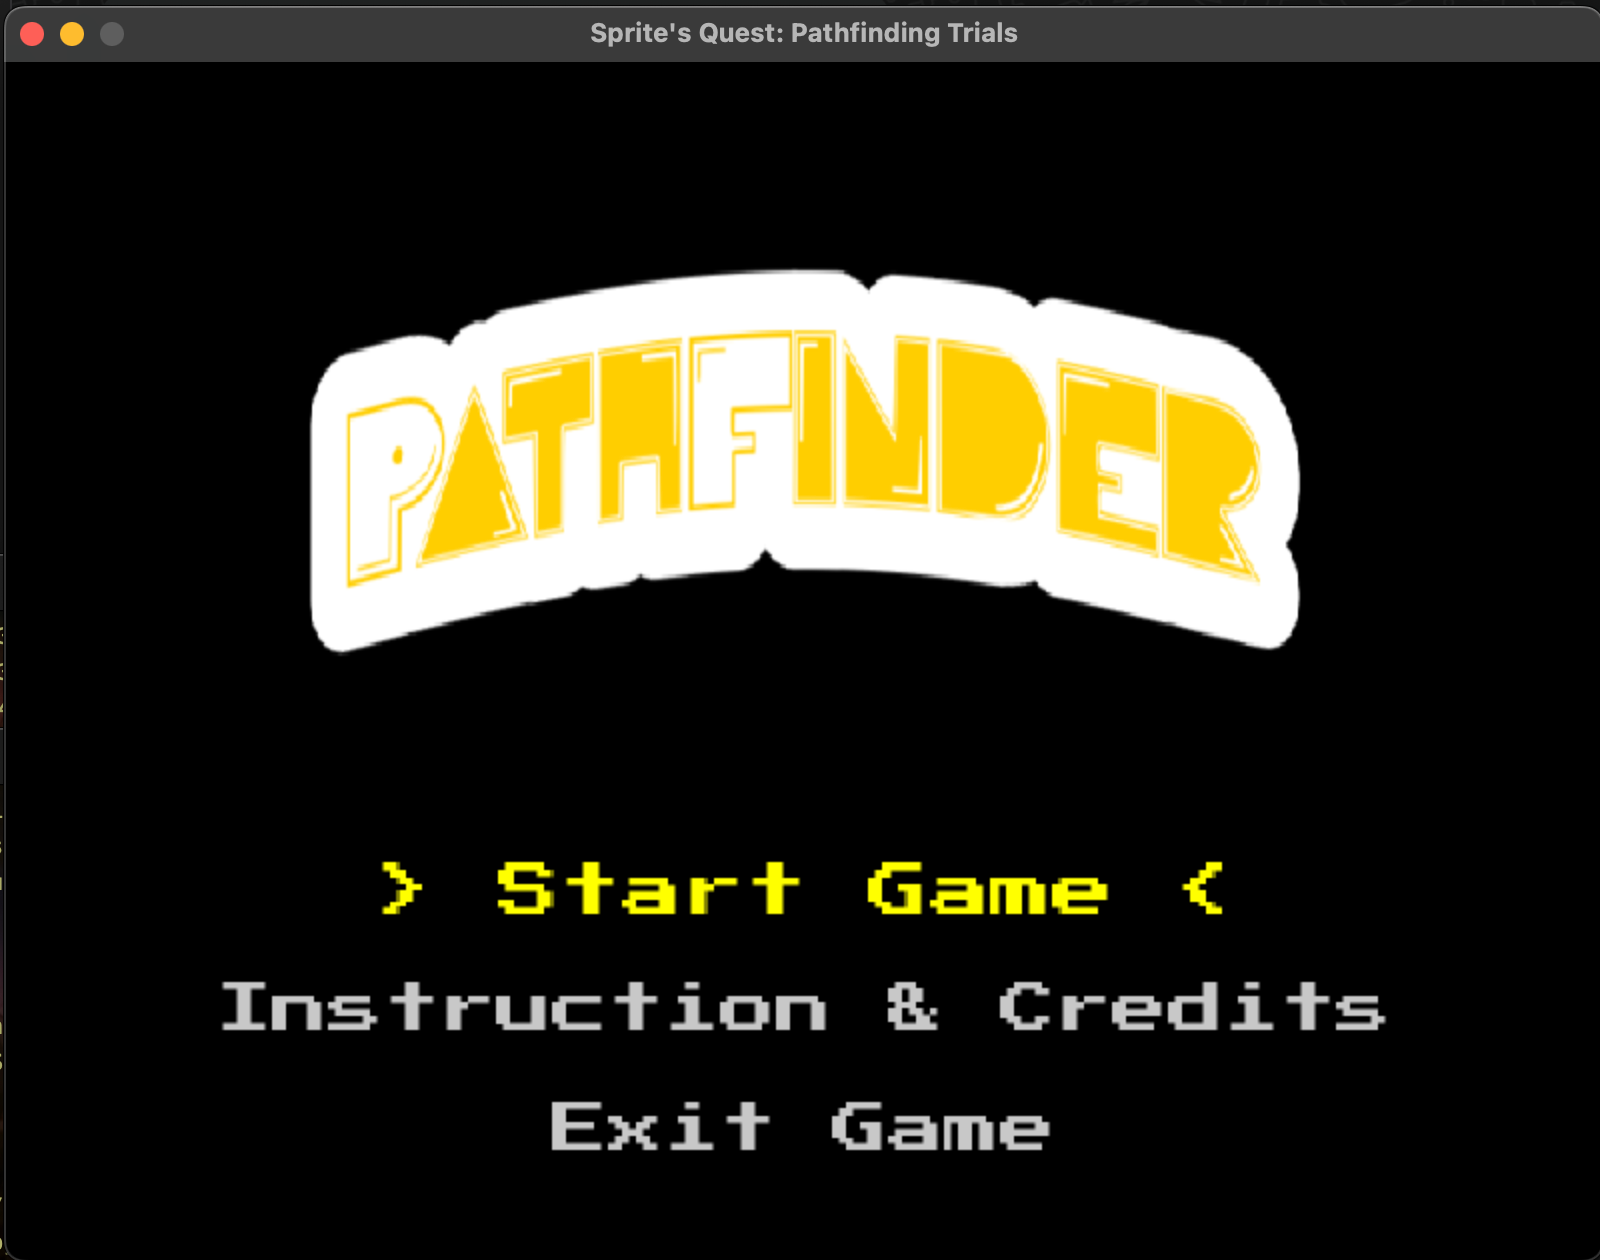 Sprite's Quest: Pathfinding Trials
PATHFINDER
> Start Game <
Instruction & Credits
Exit Game